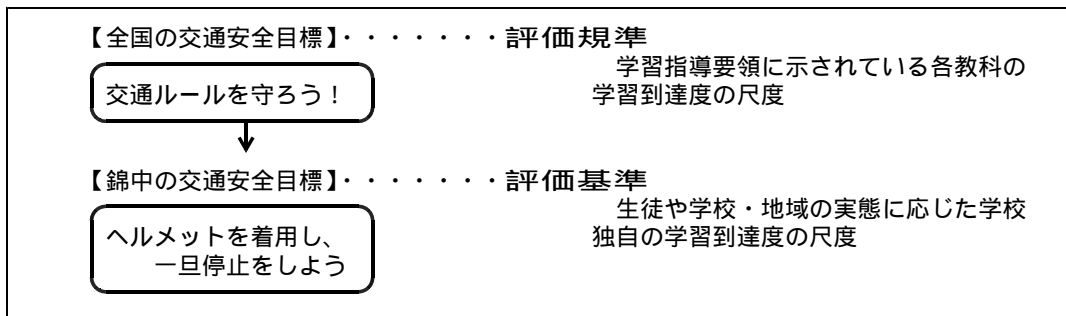 【全国の交通安全目標】・・・・・・・評価規準
学習指導要領に示されている各教科の
交通ルールを守ろう！
学習到達度の尺度
【錦中の交通安全目標】・・・・・・・評価基準
生徒や学校・地域の実態に応じた学校
ヘルメットを着用し、
独自の学習到達度の尺度
一旦停止をしよう